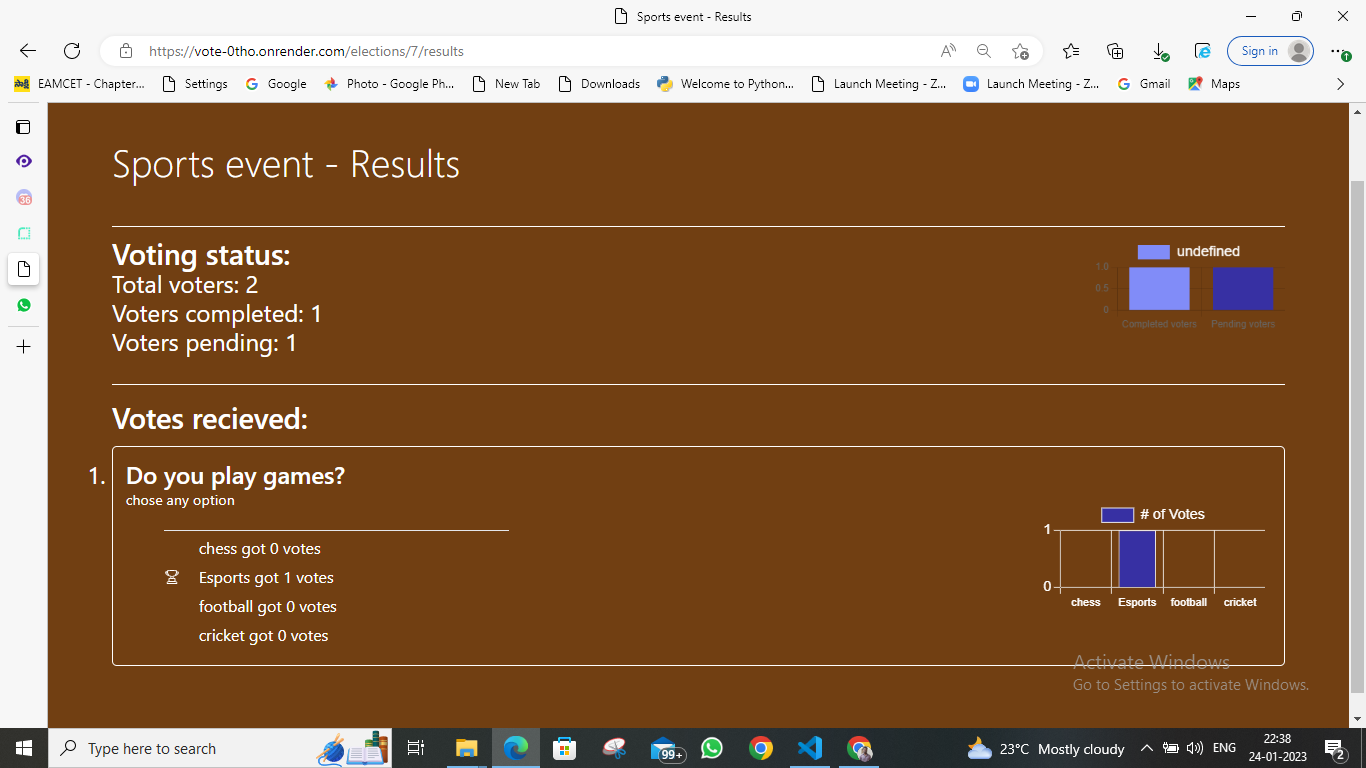 Sports event - Results
https://vote-0tho.onrender.com/elections/7/results
Sign in
EAMCET - Chapter...
Settings
Google
Photo - Google Ph...
New Tab
Downloads
Welcome to Python...
Launch Meeting - Z...
Launch Meeting - Z...
Gmail
Maps
36
Sports event - Results
Voting status:
Total voters: 2
Voters completed: 1
Voters pending: 1
undefined
1.0
0.5
0
Completed voters
Pending voters
Votes recieved:
1.
Do you play games?
chose any option
chess got 0 votes
Esports got 1 votes
football got 0 votes
cricket got 0 votes
# of Votes
1
0
chess
Esports
football
cricket
Activate Windows
Go to Settings to activate Windows.
Type here to search
99+
23°C Mostly cloudy
ENG
22:38
24-01-2023
2